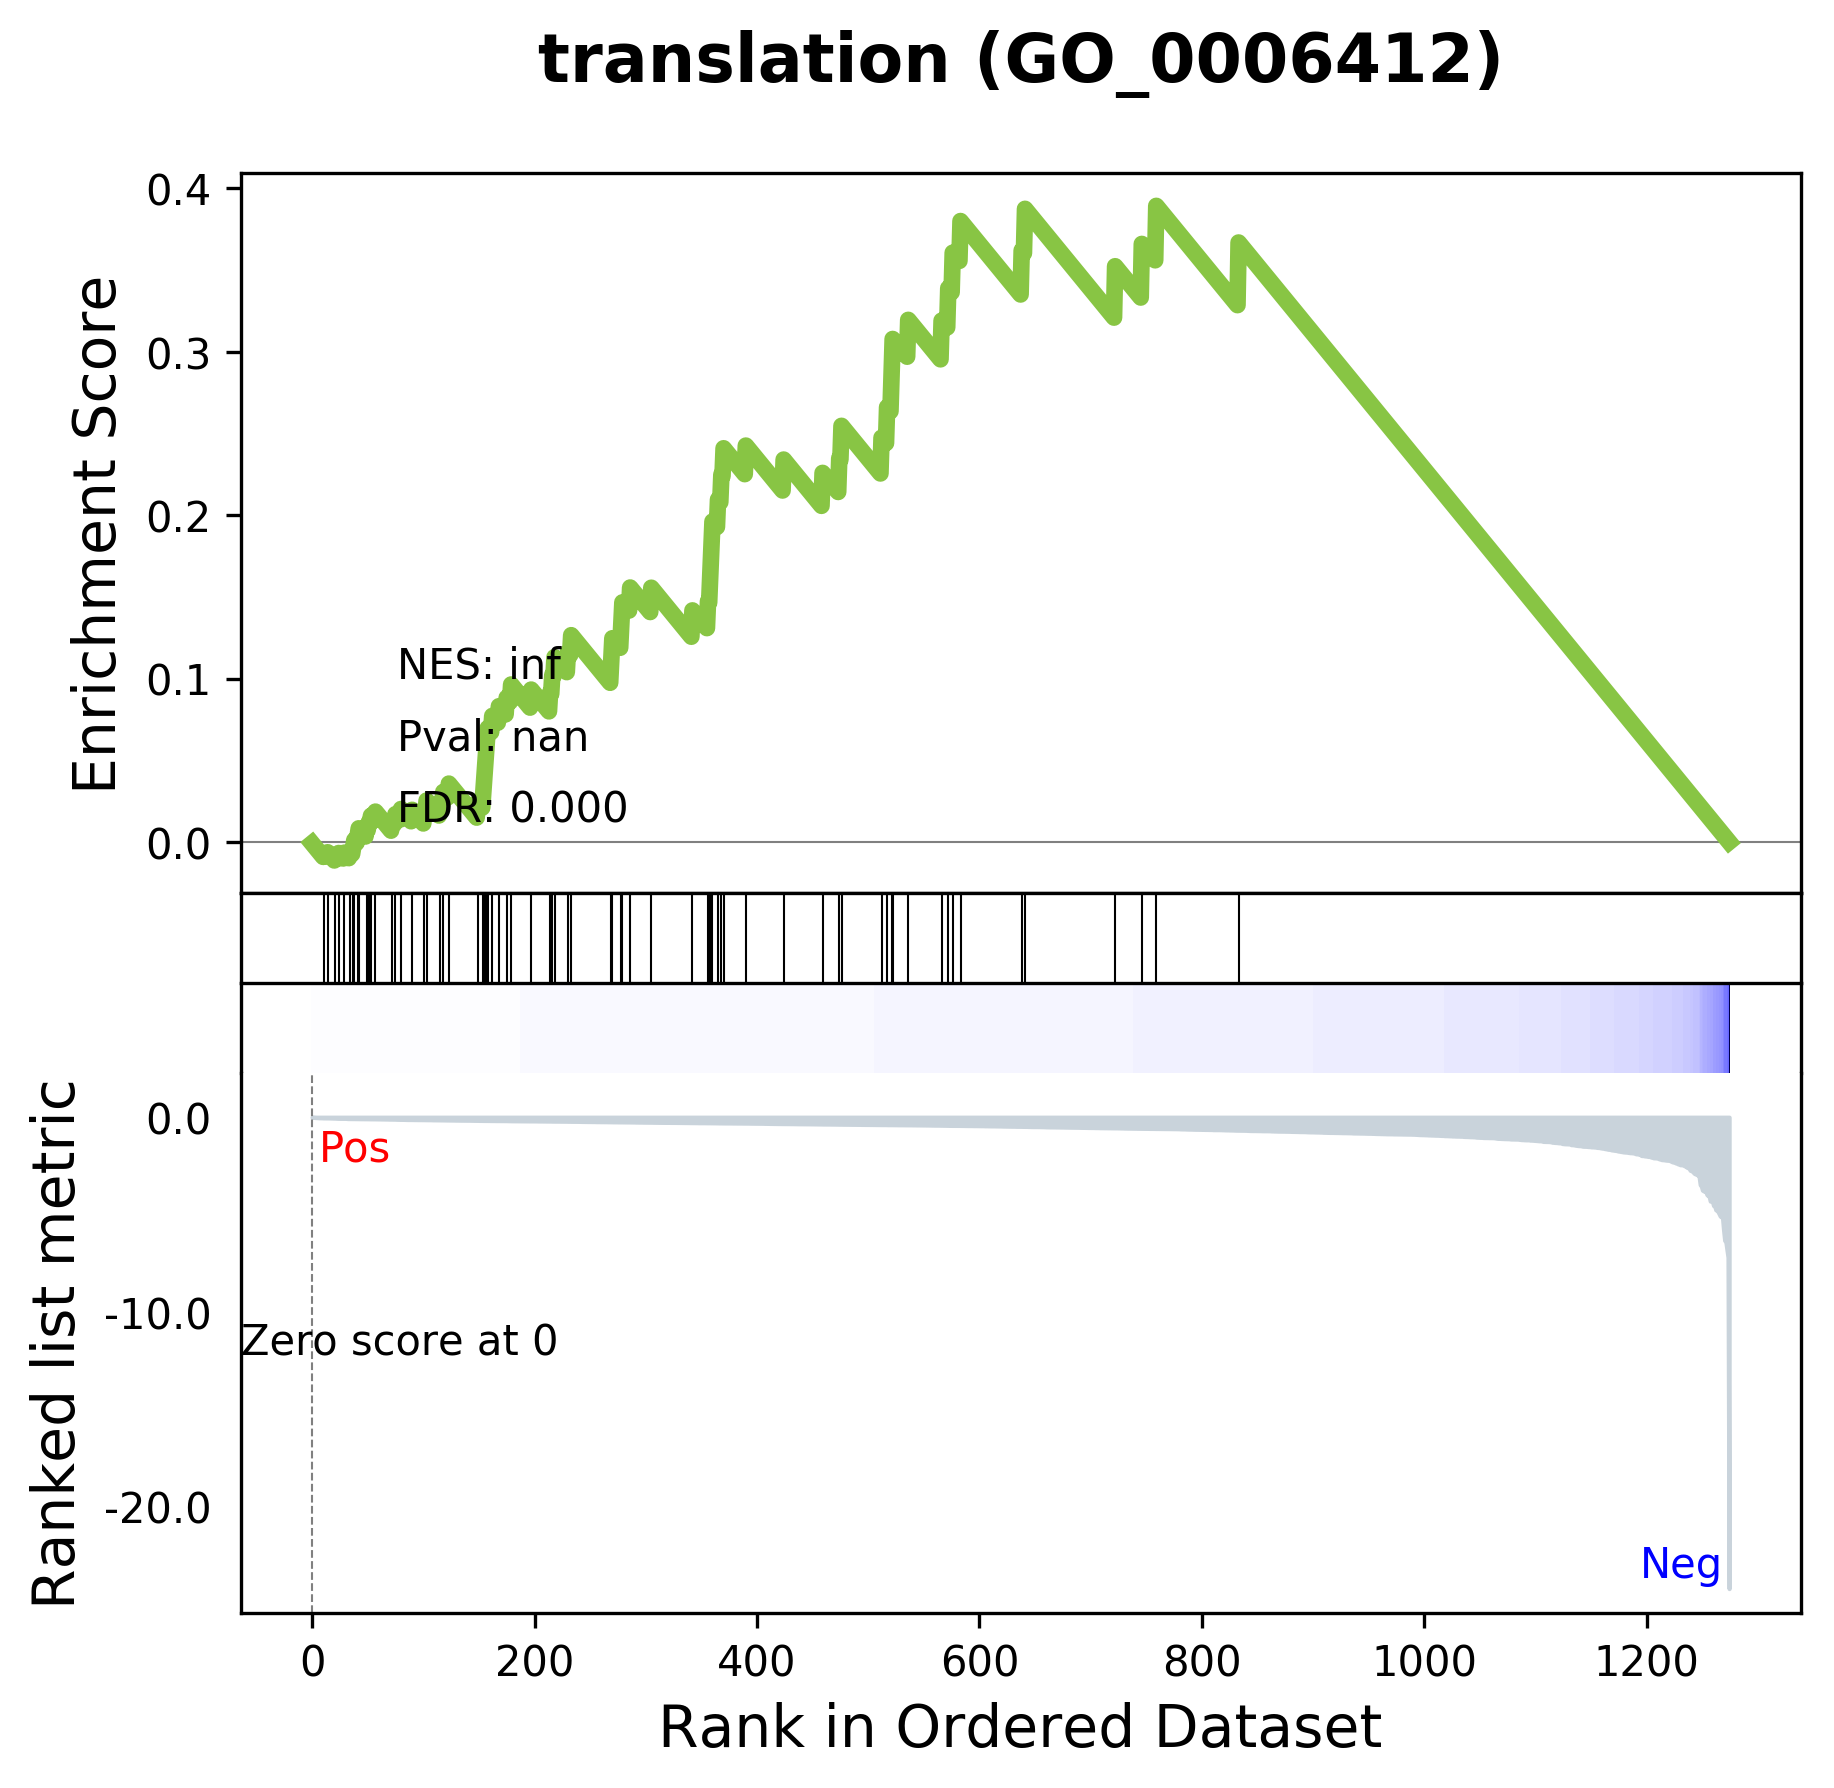 translation (GO_0006412)
Enrichment Score
0.4
0.3
0.2
0.1
0.0
NES: inf
Pval: nan
FDR: 0.000
Ranked list metric
0.0
-10.0
-20.0
Pos
Zero score at 0
Neg
0 200 400 600 800 1000 1200
Rank in Ordered Dataset